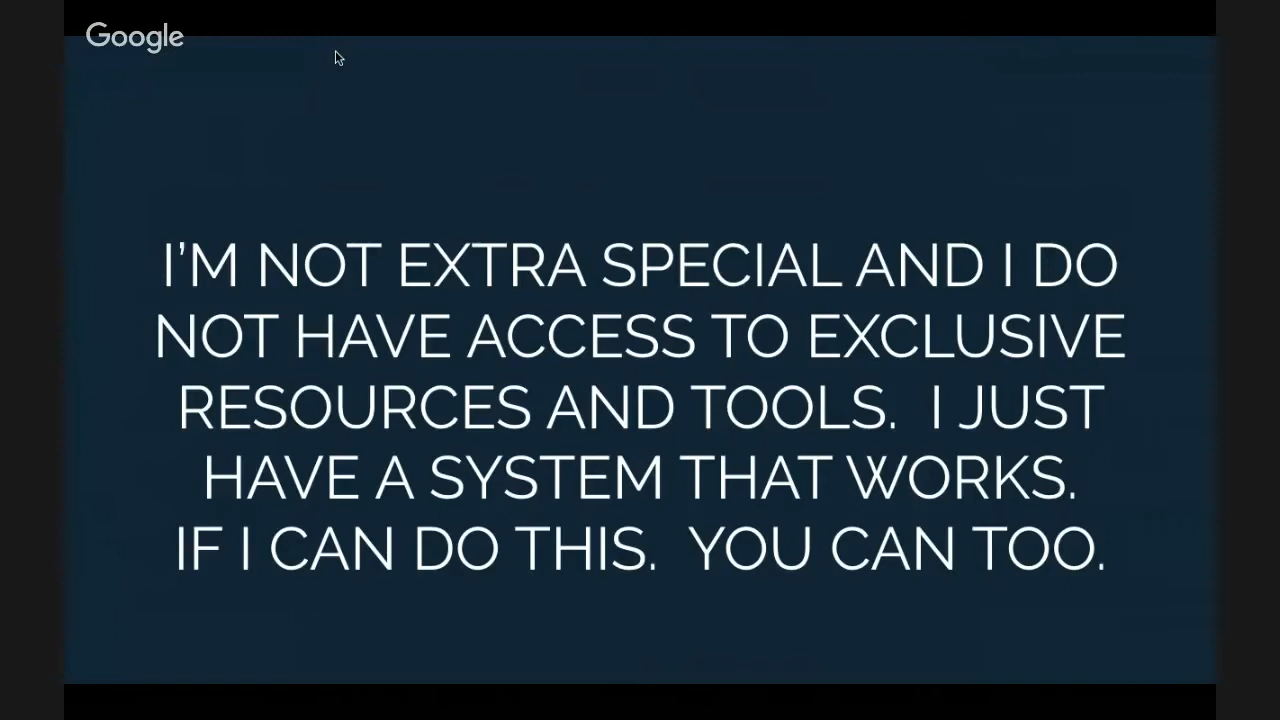 Google
I'M NOT EXTRA SPECIAL AND I DO
NOT HAVE ACCESS TO EXCLUSIVE
RESOURCES AND TOOLS.  I JUST
HAVE A SYSTEM THAT WORKS.
IF I CAN DO THIS.  YOU CAN TOO.